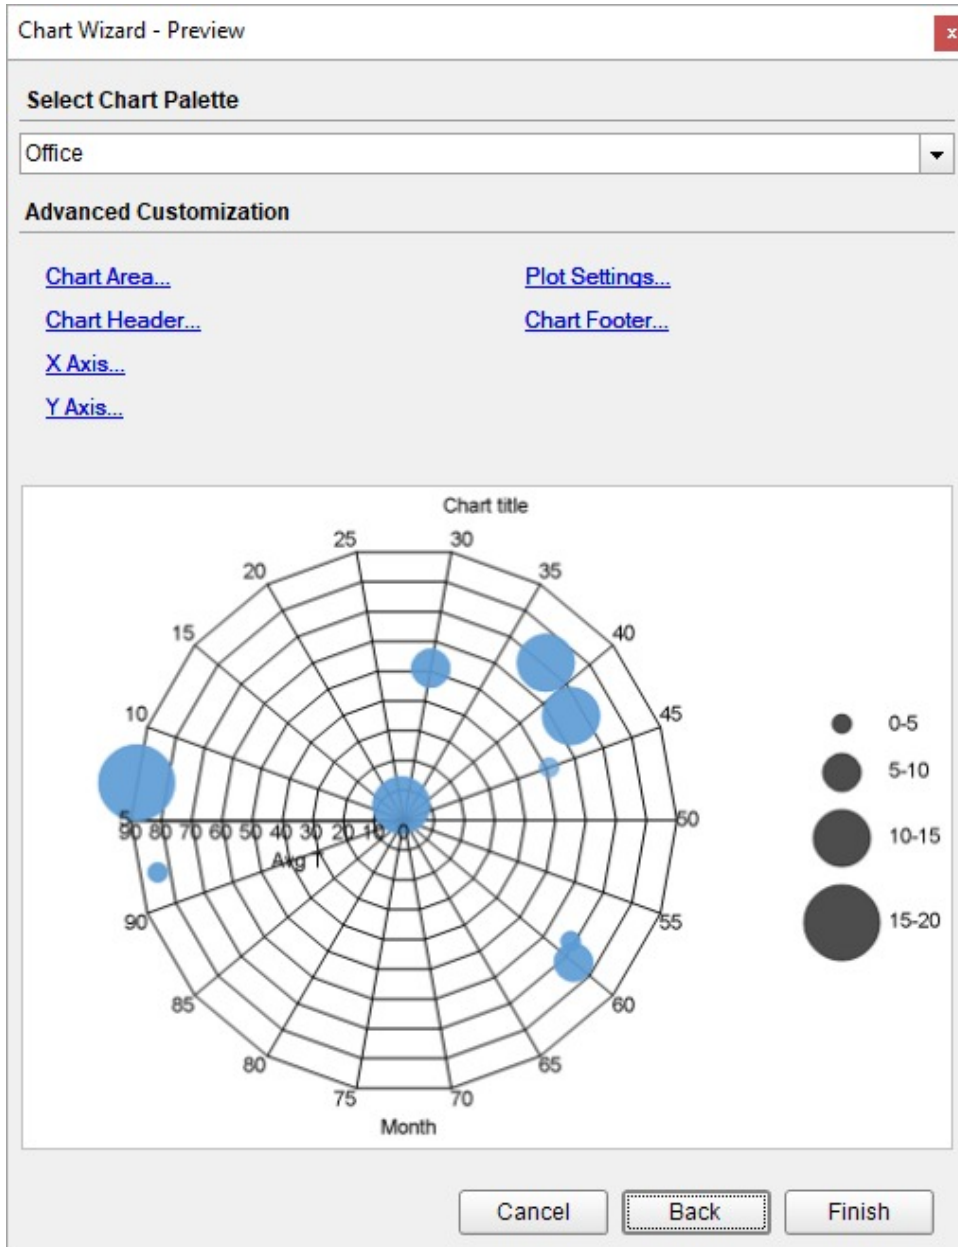 Chart Wizard - Preview
x
Select Chart Palette
Office
Advanced Customization
Chart Area...
Plot Settings...
Chart Header...
Chart Footer...
X Axis...
Y Axis...
Chart title
25 30
20 35
15 40
10 45
0-5
5-10
5 50
90 80 70 60 50 40 30 20 10 0
10-15
Avg
90 55
15-20
85 60
80 65
75 70
Month
Cancel Back Finish